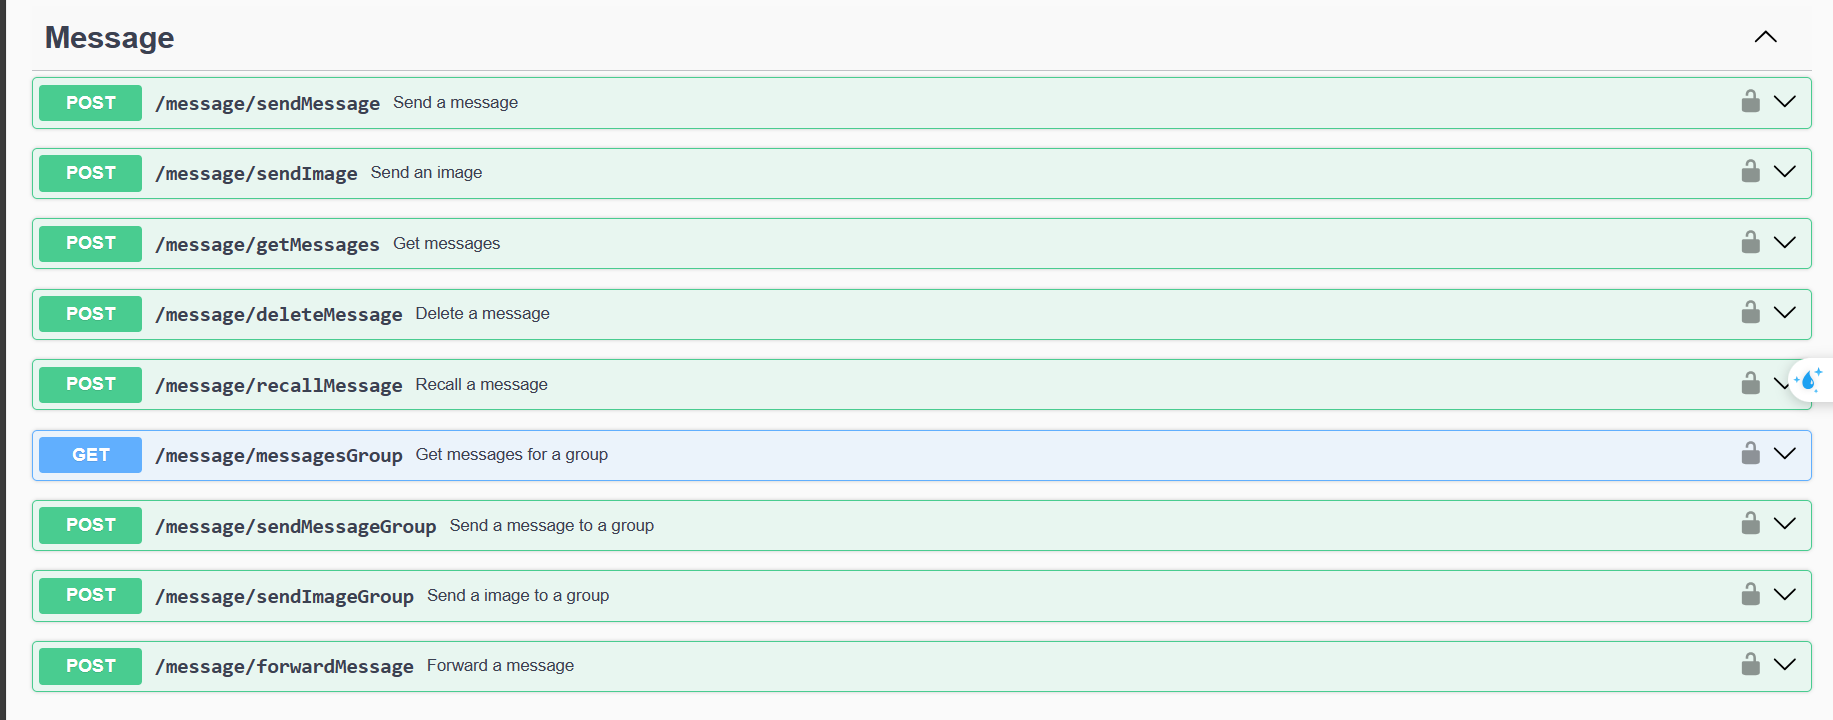 Message
POST /message/sendMessage Send a message
POST /message/sendImage Send an image
POST /message/getMessages Get messages
POST /message/deleteMessage Delete a message
POST /message/recallMessage Recall a message
GET /message/messagesGroup Get messages for a group
POST /message/sendMessageGroup Send a message to a group
POST /message/sendImageGroup Send a image to a group
POST /message/forwardMessage Forward a message